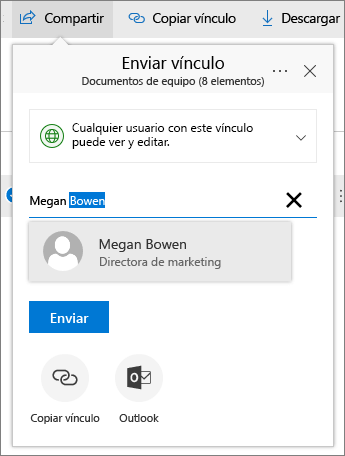 Compartir Copiar vínculo Descargar
Enviar vínculo
Documentos de equipo (8 elementos)
Cualquier usuario con este vínculo
puede ver y editar.
Megan Bowen
Megan Bowen
Directora de marketing
Enviar
Copiar vínculo Outlook